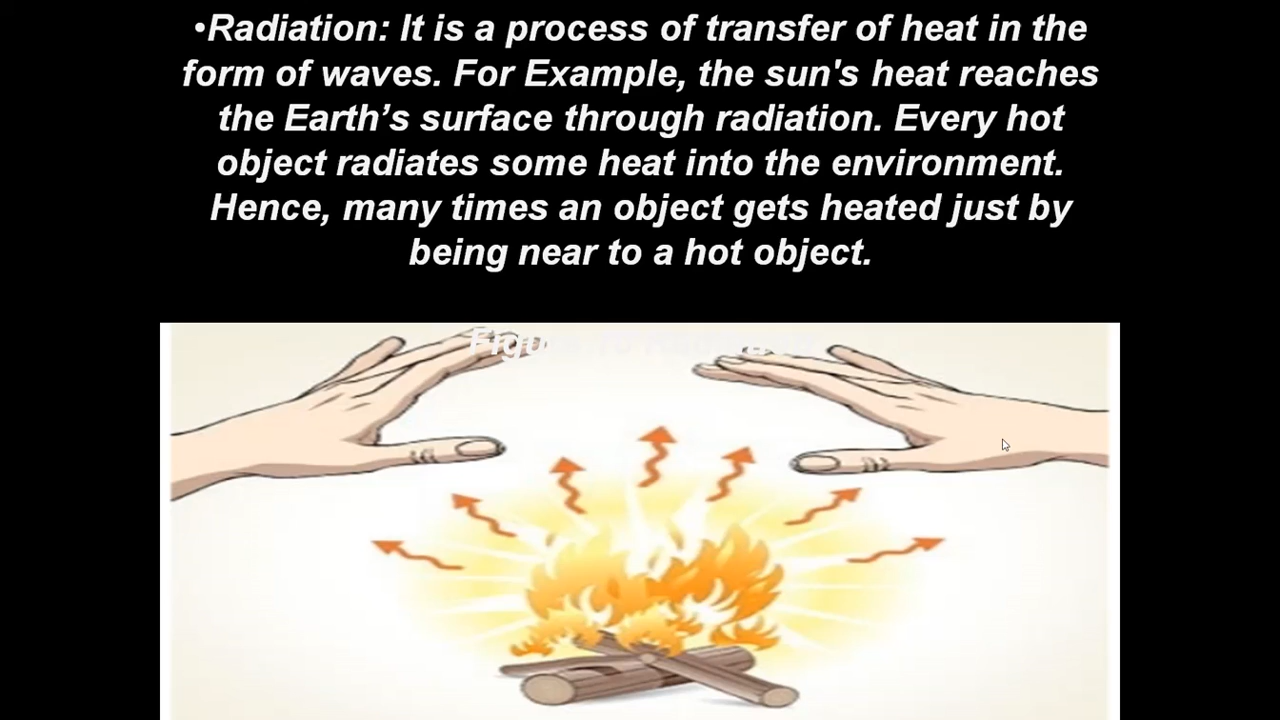 •Radiation: It is a process of transfer of heat in the
form of waves. For Example, the sun's heat reaches
the Earth’s surface through radiation. Every hot
object radiates some heat into the environment.
Hence, many times an object gets heated just by
being near to a hot object.